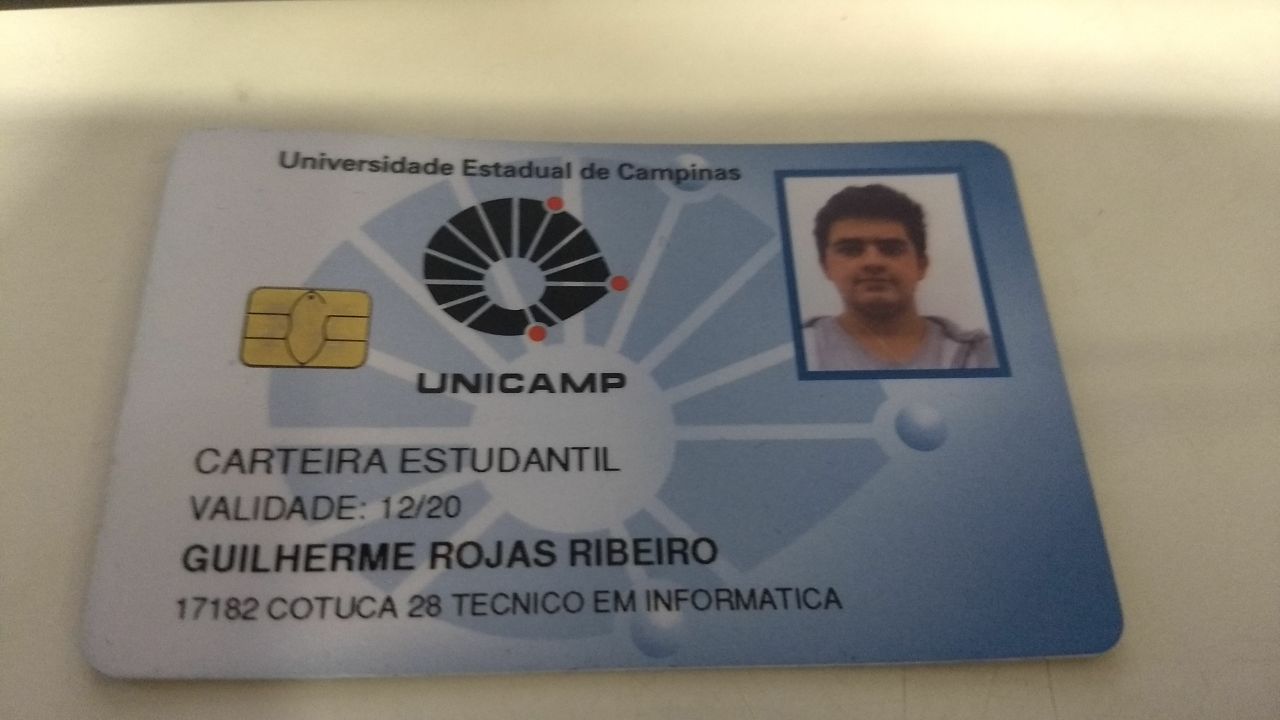 Universidade Estadual de Campinas
UNICAMP
CARTEIRA ESTUDANTIL
VALIDADE: 12/20
GUILHERME ROJAS RIBEIRO
17182 COTUCA 28 TECNICO EM INFORMATICA